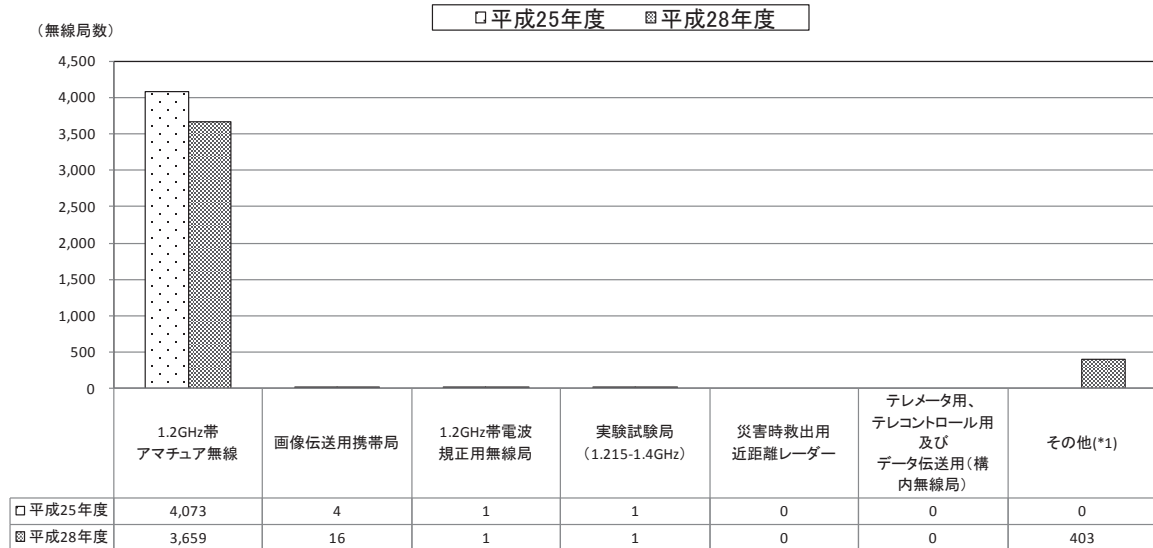 □平成25年度 ▩平成28年度
（無線局数）
4,500
4,000
3,500
3,000
2,500
2,000
1,500
1,000
500
0
1.2GHz帯
アマチュア無線
画像伝送用携帯局
1.2GHz帯電波
規正用無線局
実験試験局
（1.215-1.4GHz）
災害時救出用
近距離レーダー
テレメータ用、
テレコントロール用
及び
データ伝送用（構
内無線局）
その他(*1)
□平成25年度 4,073 4 1 1 0 0 0
▩平成28年度 3,659 16 1 1 0 0 403